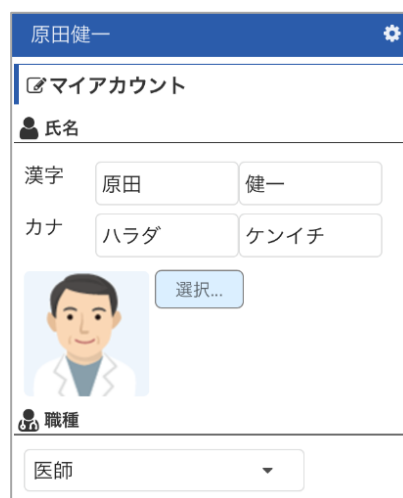 原田健一
マイアカウント
氏名
漢字 原田 健一
カナ ハラダ ケンイチ
選択...
職種
医師